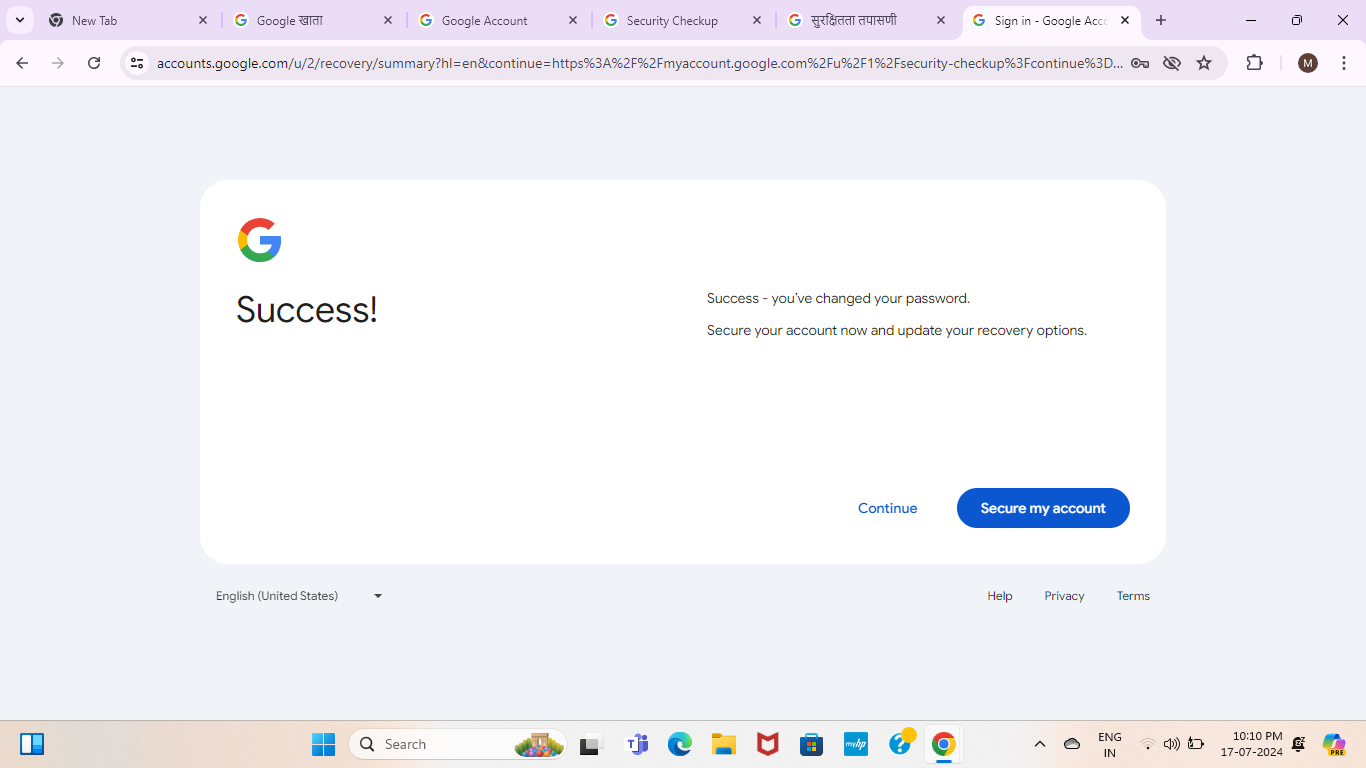 New Tab
Google खाता
Google Account
Security Checkup
सुरक्षितता तपासणी
Sign in - Google Acc
accounts.google.com/u/2/recovery/summary?hl=en&continue=https%3A%2F%2Fmyaccount.google.com%2Fu%2F1%2Fsecurity-checkup%3Fcontinue%3D...
M
Success!
Success - you've changed your password.
Secure your account now and update your recovery options.
Continue
Secure my account
English (United States)
Help
Privacy
Terms
Search
myhp
ENG
IN
10:10 PM
17-07-2024
PRE